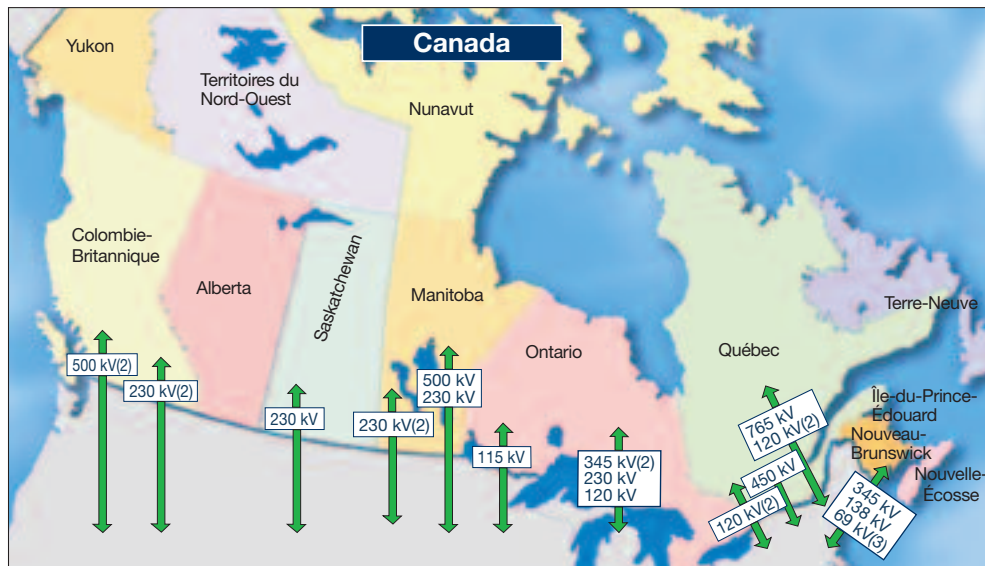 Canada
Yukon
Territoires du
Nord-Ouest
Nunavut
Colombie-
Britannique
Alberta
Saskatchewan
Manitoba
Ontario
Québec
Terre-Neuve
Île-du-Prince-
Édouard
Nouveau-
Brunswick
Nouvelle-
Écosse
500 kV(2)
230 kV(2)
230 kV
230 kV(2)
500 kV
230 kV
115 kV
345 kV(2)
230 kV
120 kV
765 kV
120 kV(2)
450 kV
120 kV(2)
345 kV
138 kV
69 kV(3)